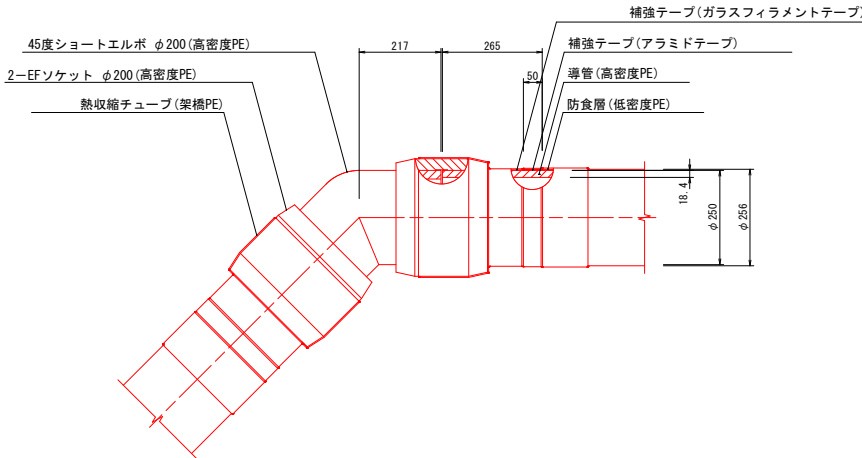 補強テープ(ガラスフィラメントテープ)
45度ショートエルボ φ200(高密度PE)
217
265
補強テープ(アラミドテープ)
2-EFソケット φ200(高密度PE)
50
導管(高密度PE)
熱収縮チューブ(架橋PE)
防食層(低密度PE)
18.4
φ250
φ256